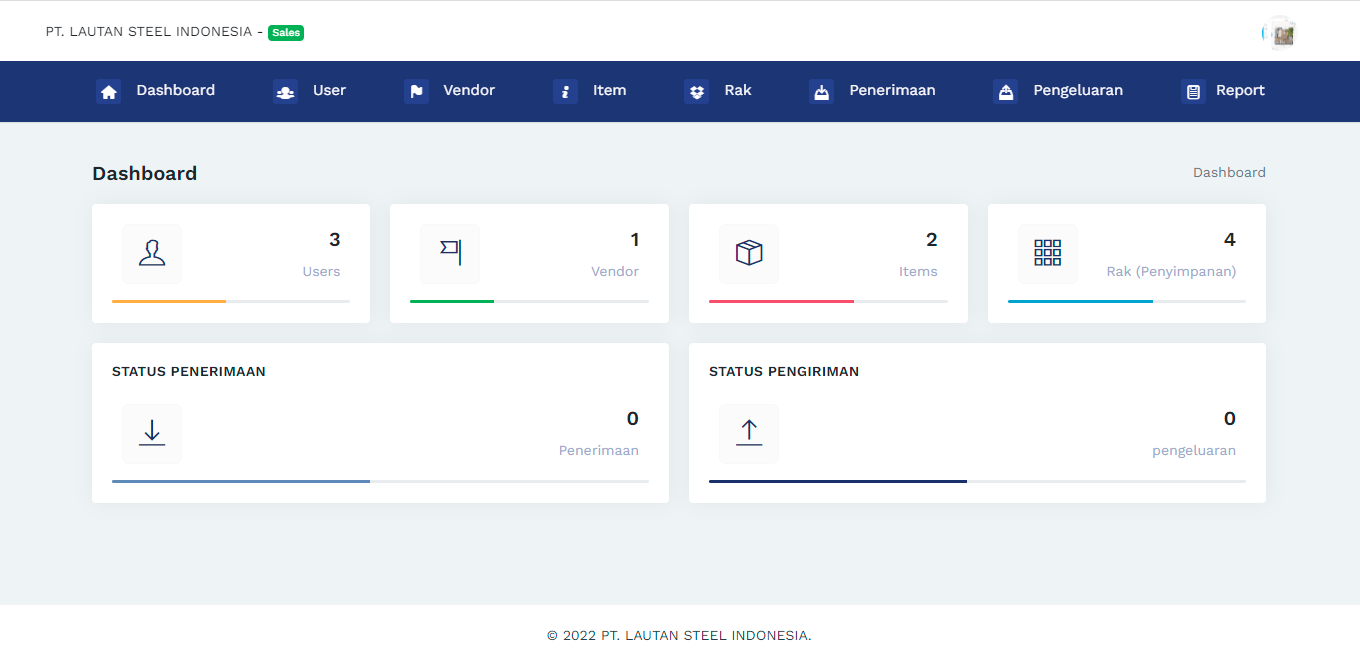 PT. LAUTAN STEEL INDONESIA - Sales
Dashboard User Vendor Item Rak Penerimaan Pengeluaran Report
Dashboard
Dashboard
3
Users
1
Vendor
2
Items
4
Rak (Penyimpanan)
STATUS PENERIMAAN
0
Penerimaan
STATUS PENGIRIMAN
0
pengeluaran
© 2022 PT. LAUTAN STEEL INDONESIA.